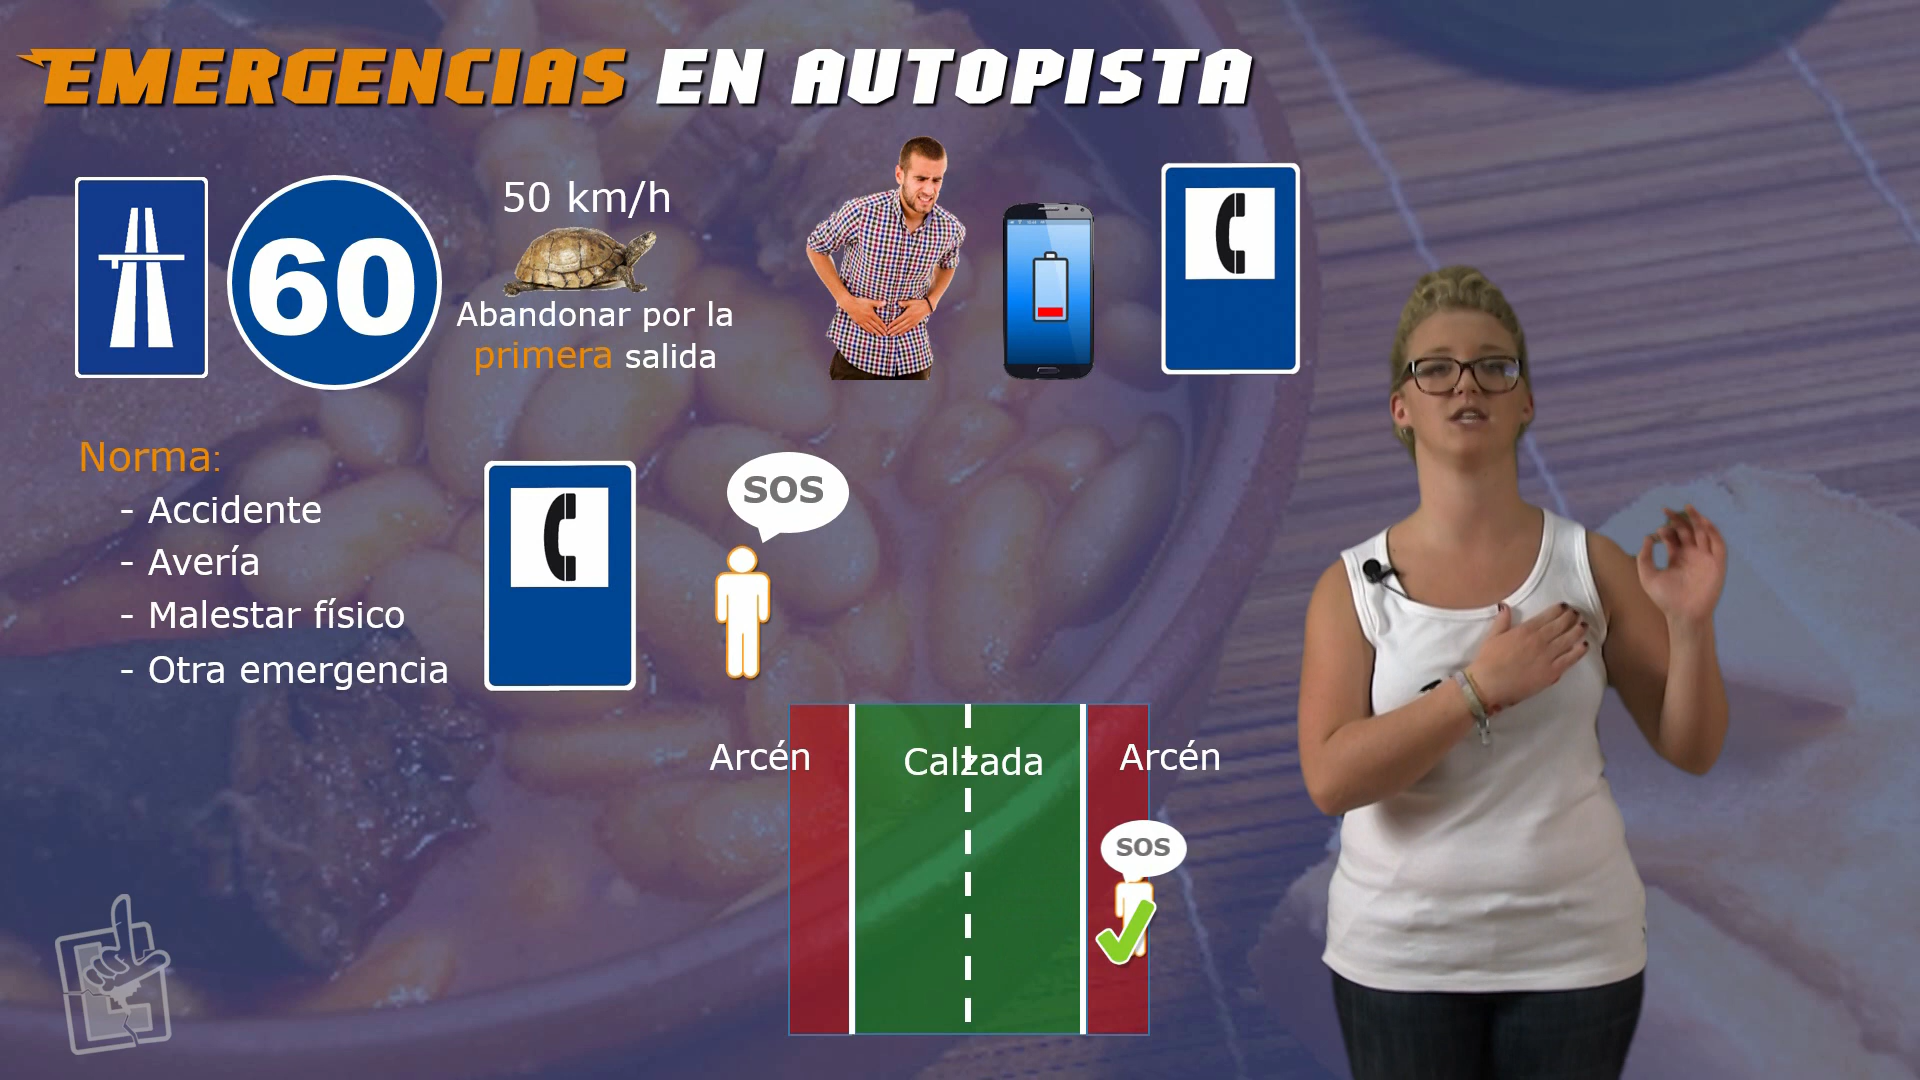 EMERGENCIAS EN AUTOPISTA
60
50 km/h
Abandonar por la
primera salida
Norma:
- Accidente
- Avería
- Malestar físico
- Otra emergencia
SOS
Arcén
Calzada
Arcén
SOS